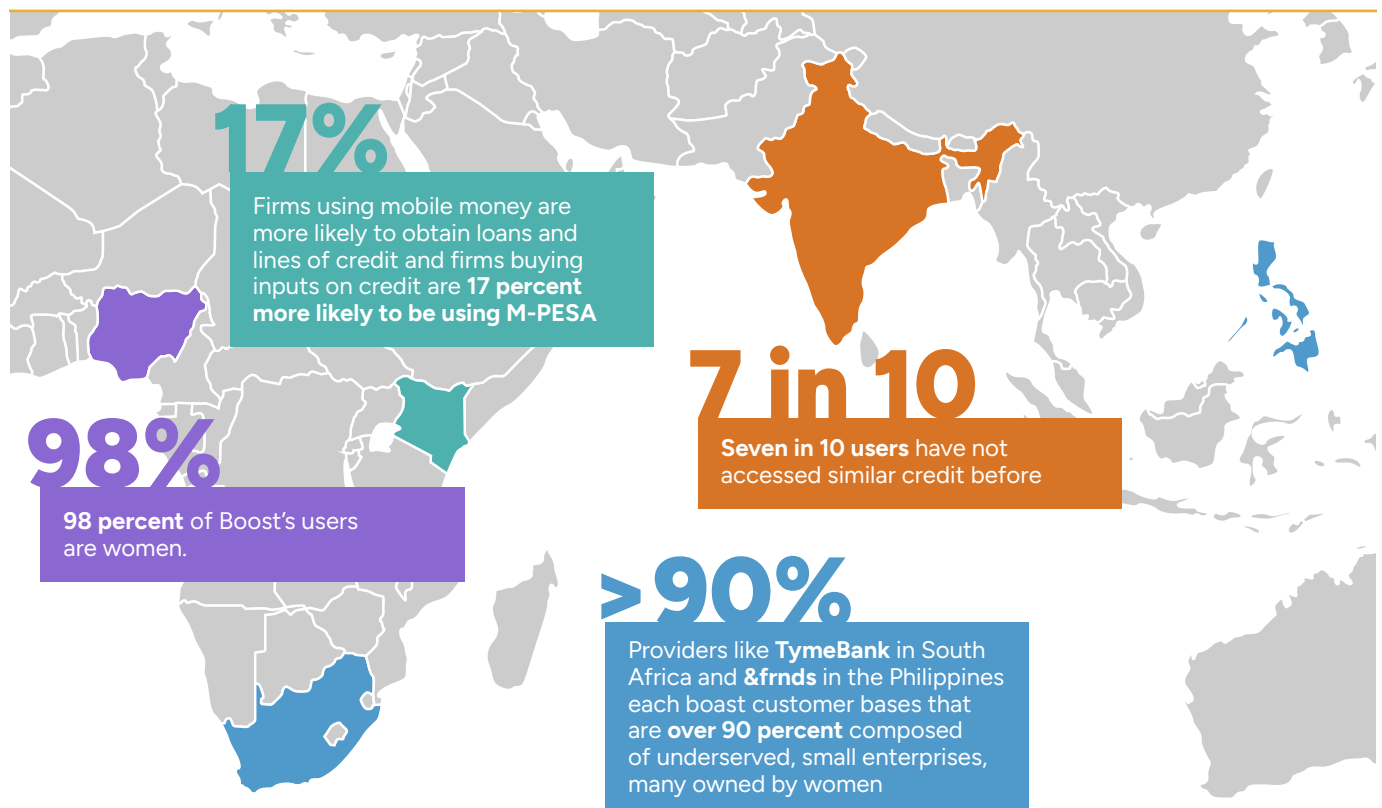 17%
Firms using mobile money are
more likely to obtain loans and
lines of credit and firms buying
inputs on credit are 17 percent
more likely to be using M-PESA
98%
98 percent of Boost’s users
are women.
7 in 10
Seven in 10 users have not
accessed similar credit before
>90%
Providers like TymeBank in South
Africa and &frnds in the Philippines
each boast customer bases that
are over 90 percent composed
of underserved, small enterprises,
many owned by women